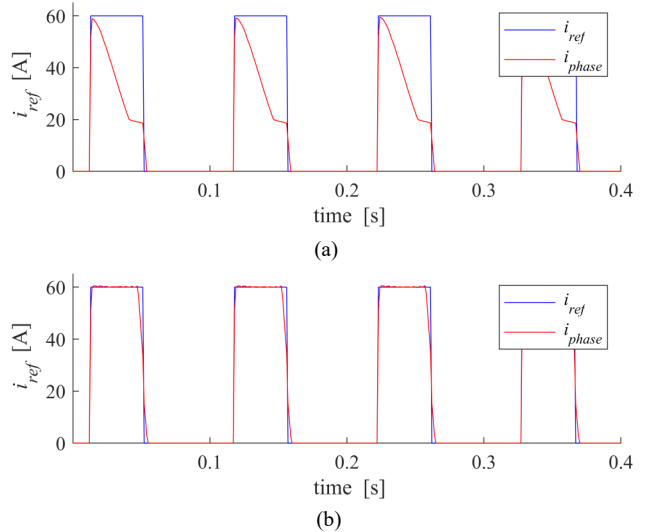 60
40
20
0
i_ref [A]
i_ref
i_phase
0.1
0.2
0.3
0.4
time [s]
(a)
60
40
20
0
i_ref [A]
i_ref
i_phase
0.1
0.2
0.3
0.4
time [s]
(b)